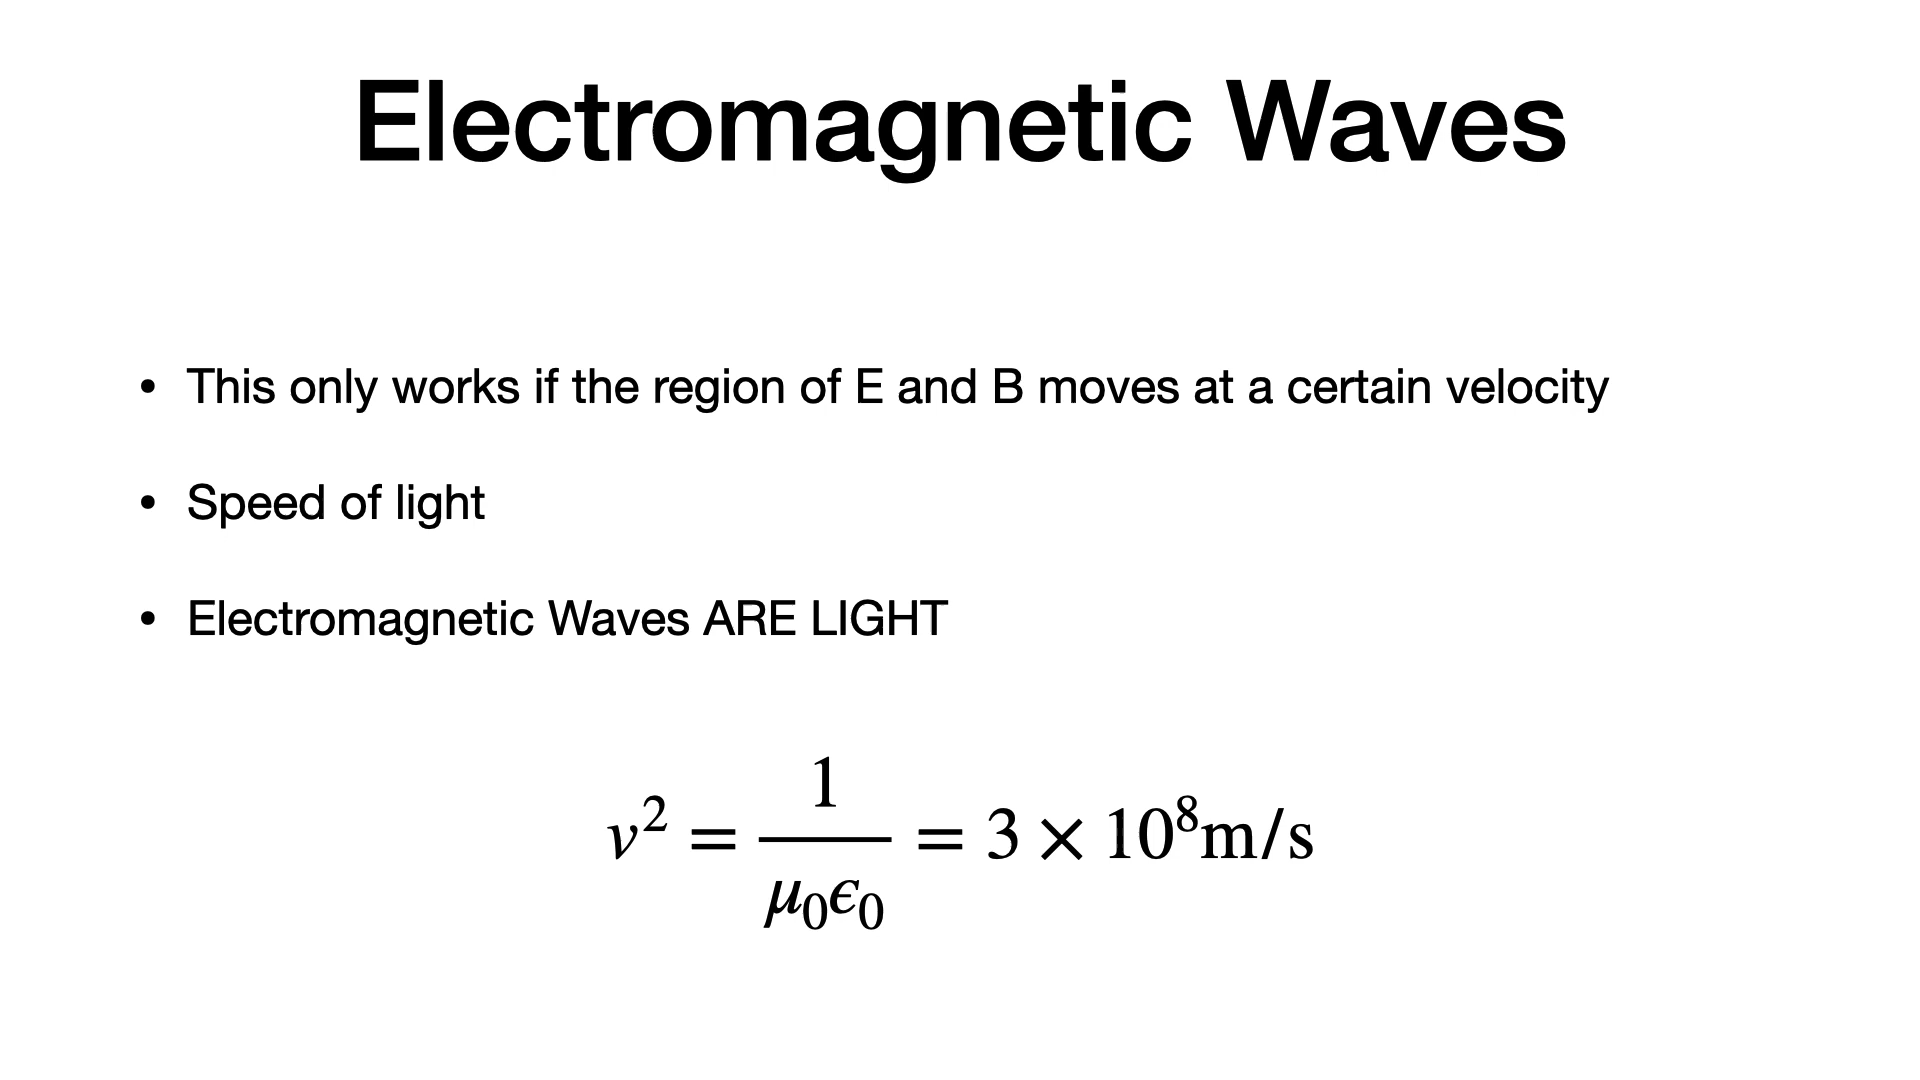 Electromagnetic Waves
• This only works if the region of E and B moves at a certain velocity
• Speed of light
• Electromagnetic Waves ARE LIGHT
v² = 1/(μ₀ϵ₀) = 3 × 10⁸m/s